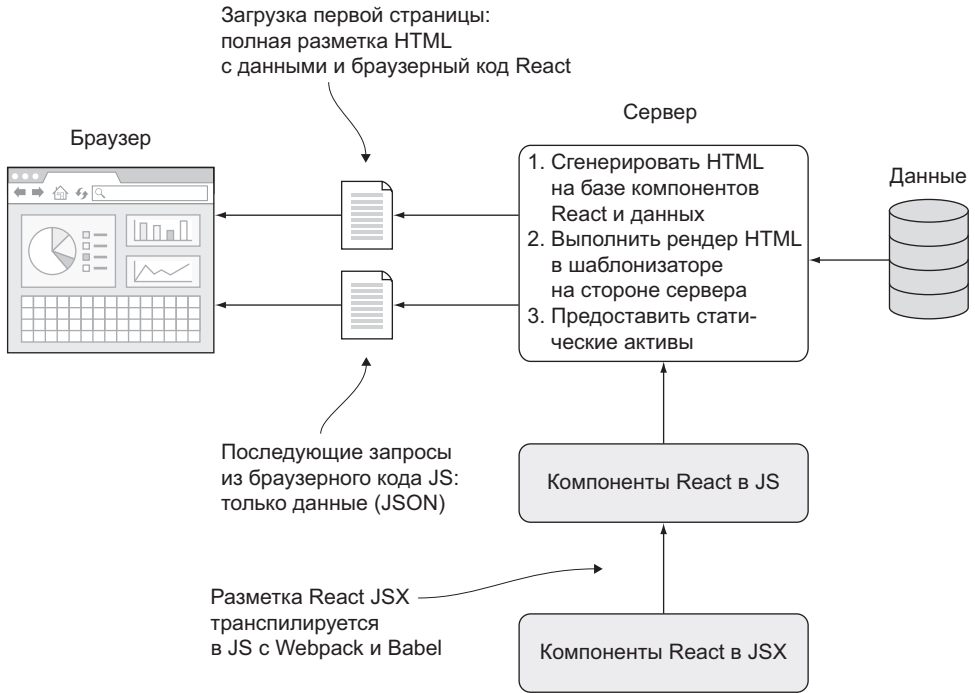 Загрузка первой страницы:
полная разметка HTML
с данными и браузерный код React
Браузер
Сервер
1. Сгенерировать HTML
на базе компонентов
React и данных
2. Выполнить рендер HTML
в шаблонизаторе
на стороне сервера
3. Предоставить стати-
ческие активы
Данные
Последующие запросы
из браузерного кода JS:
только данные (JSON)
Компоненты React в JS
Разметка React JSX
транспилируется
в JS с Webpack и Babel
Компоненты React в JSX